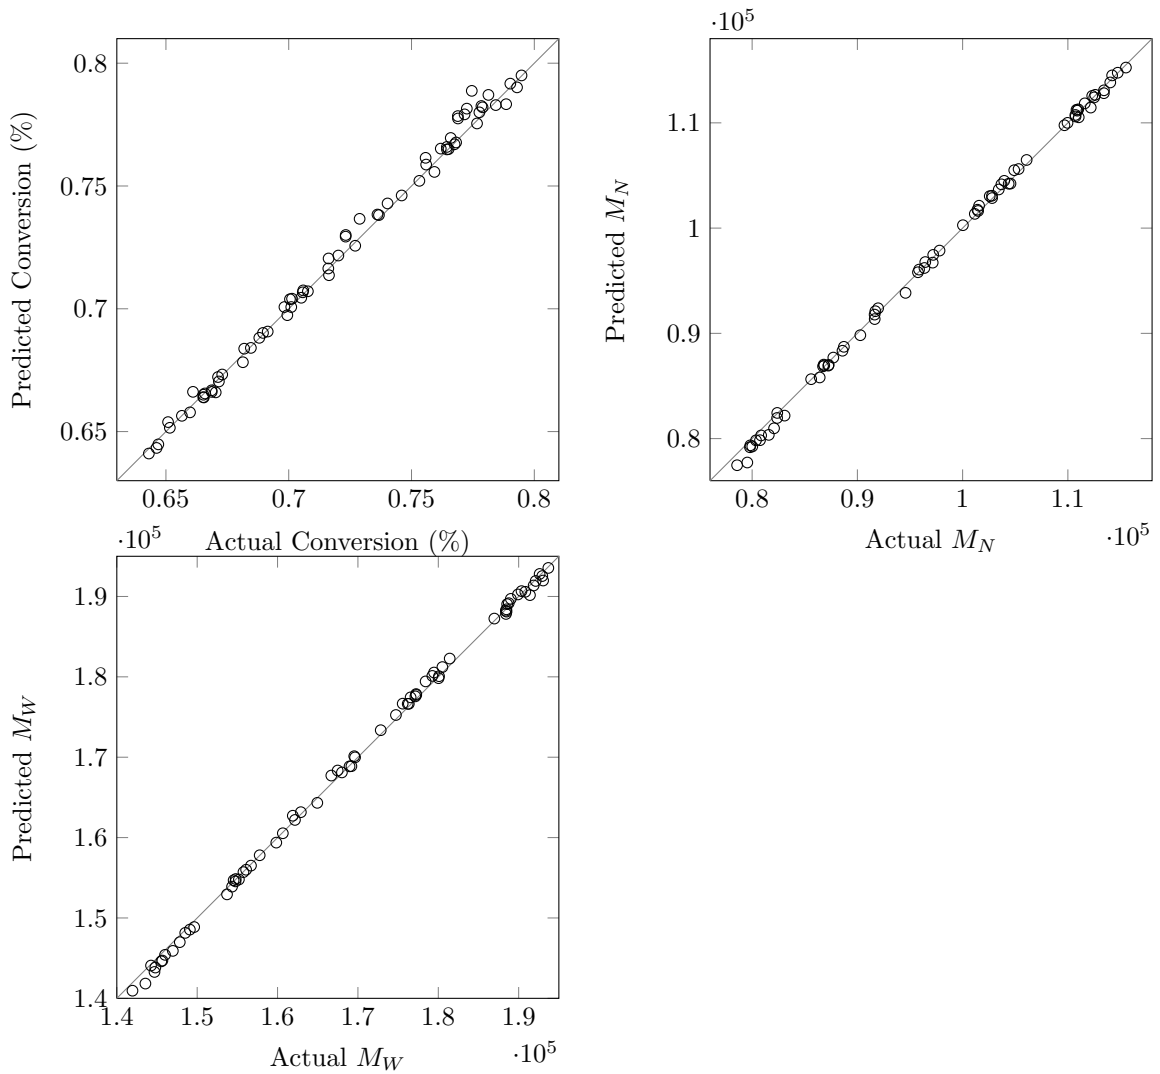 0.65 0.7 0.75 0.8
0.65
0.7
0.75
0.8
Actual Conversion (%)
Predicted Conversion (%)
0.8 0.9 1 1.1
·10^5
0.8
0.9
1
1.1
·10^5
Actual M_N
Predicted M_N
1.4 1.5 1.6 1.7 1.8 1.9
·10^5
1.4
1.5
1.6
1.7
1.8
1.9
·10^5
Actual M_W
Predicted M_W